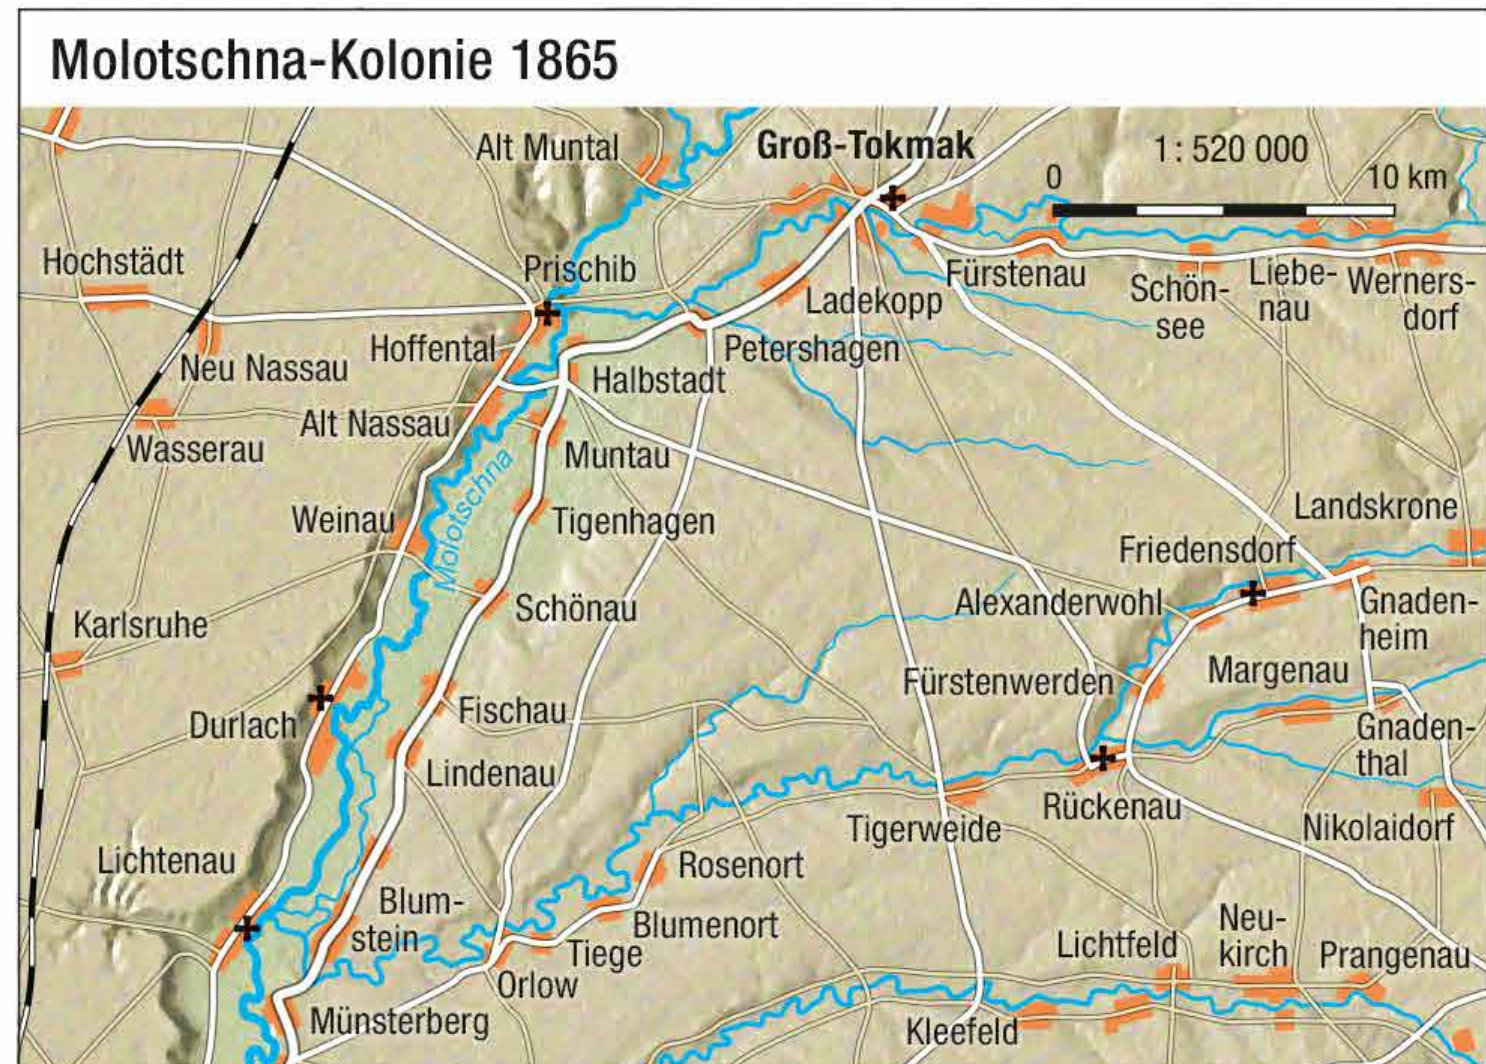 Molotschna-Kolonie 1865
Alt Muntal
Groß-Tokmak
1 : 520 000
0
10 km
Hochstädt
Prischib
Fürstenau
Ladekopp
Schön-
see
Liebe-
nau
Werners-
dorf
Neu Nassau
Hoffental
Petershagen
Halbstadt
Alt Nassau
Wasserau
Muntau
Molotschna
Weinau
Tigenhagen
Landskrone
Friedensdorf
Karlsruhe
Schönau
Alexanderwohl
Gnaden-
heim
Fürstenwerden
Margenau
Durlach
Fischau
Gnaden-
thal
Lindenau
Rückenau
Tigerweide
Nikolaidorf
Lichtenau
Rosenort
Blum-
stein
Blumenort
Tiege
Orlow
Lichtfeld
Neu-
kirch
Prangenau
Münsterberg
Kleefeld